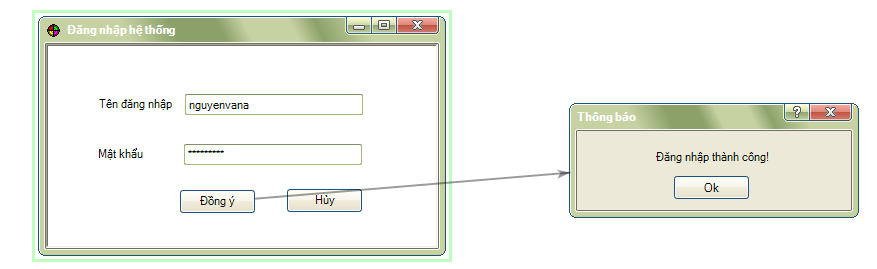 Đăng nhập hệ thống
Tên đăng nhập nguyenvana
Mật khẩu *********
Đồng ý Hủy
Thông báo
Đăng nhập thành công!
Ok